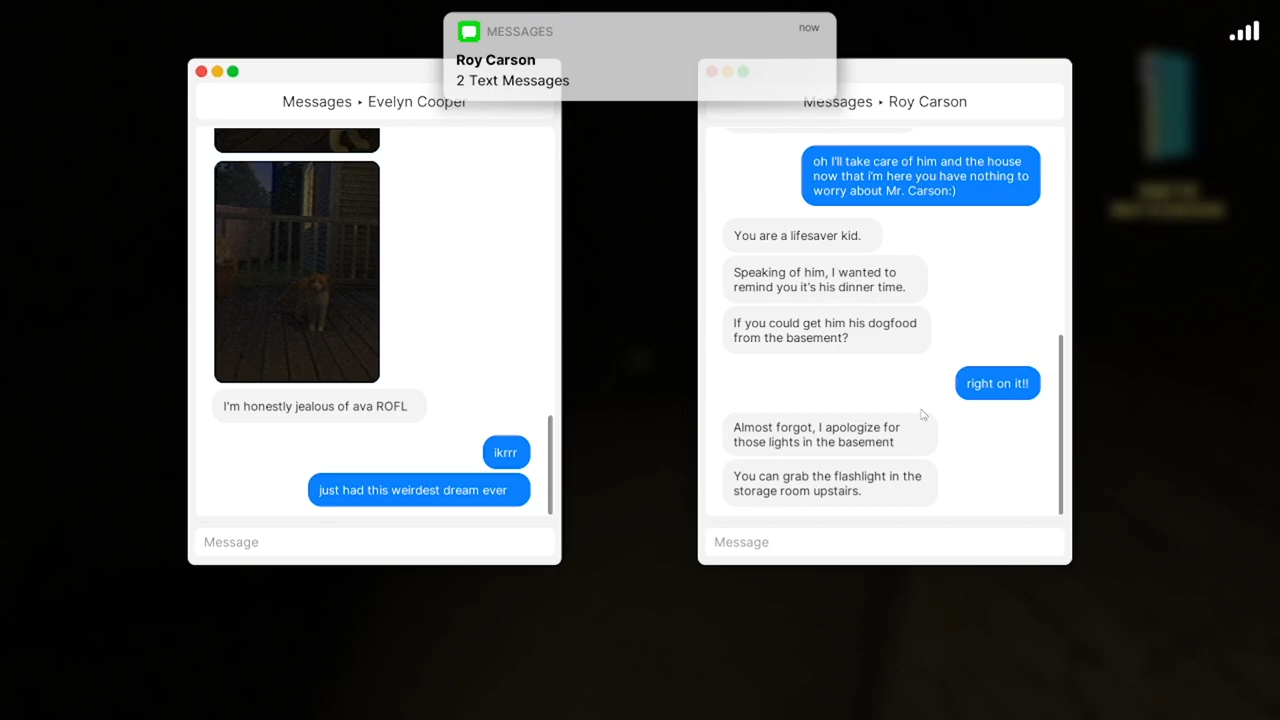 MESSAGES
now
Roy Carson
2 Text Messages
Messages ‣ Evelyn Cooper
I'm honestly jealous of ava ROFL
ikrrr
just had this weirdest dream ever
Message
Messages ‣ Roy Carson
oh I'll take care of him and the house
now that i'm here you have nothing to
worry about Mr. Carson:)
You are a lifesaver kid.
Speaking of him, I wanted to
remind you it's his dinner time.
If you could get him his dogfood
from the basement?
right on it!!
Almost forgot, I apologize for
those lights in the basement
You can grab the flashlight in the
storage room upstairs.
Message